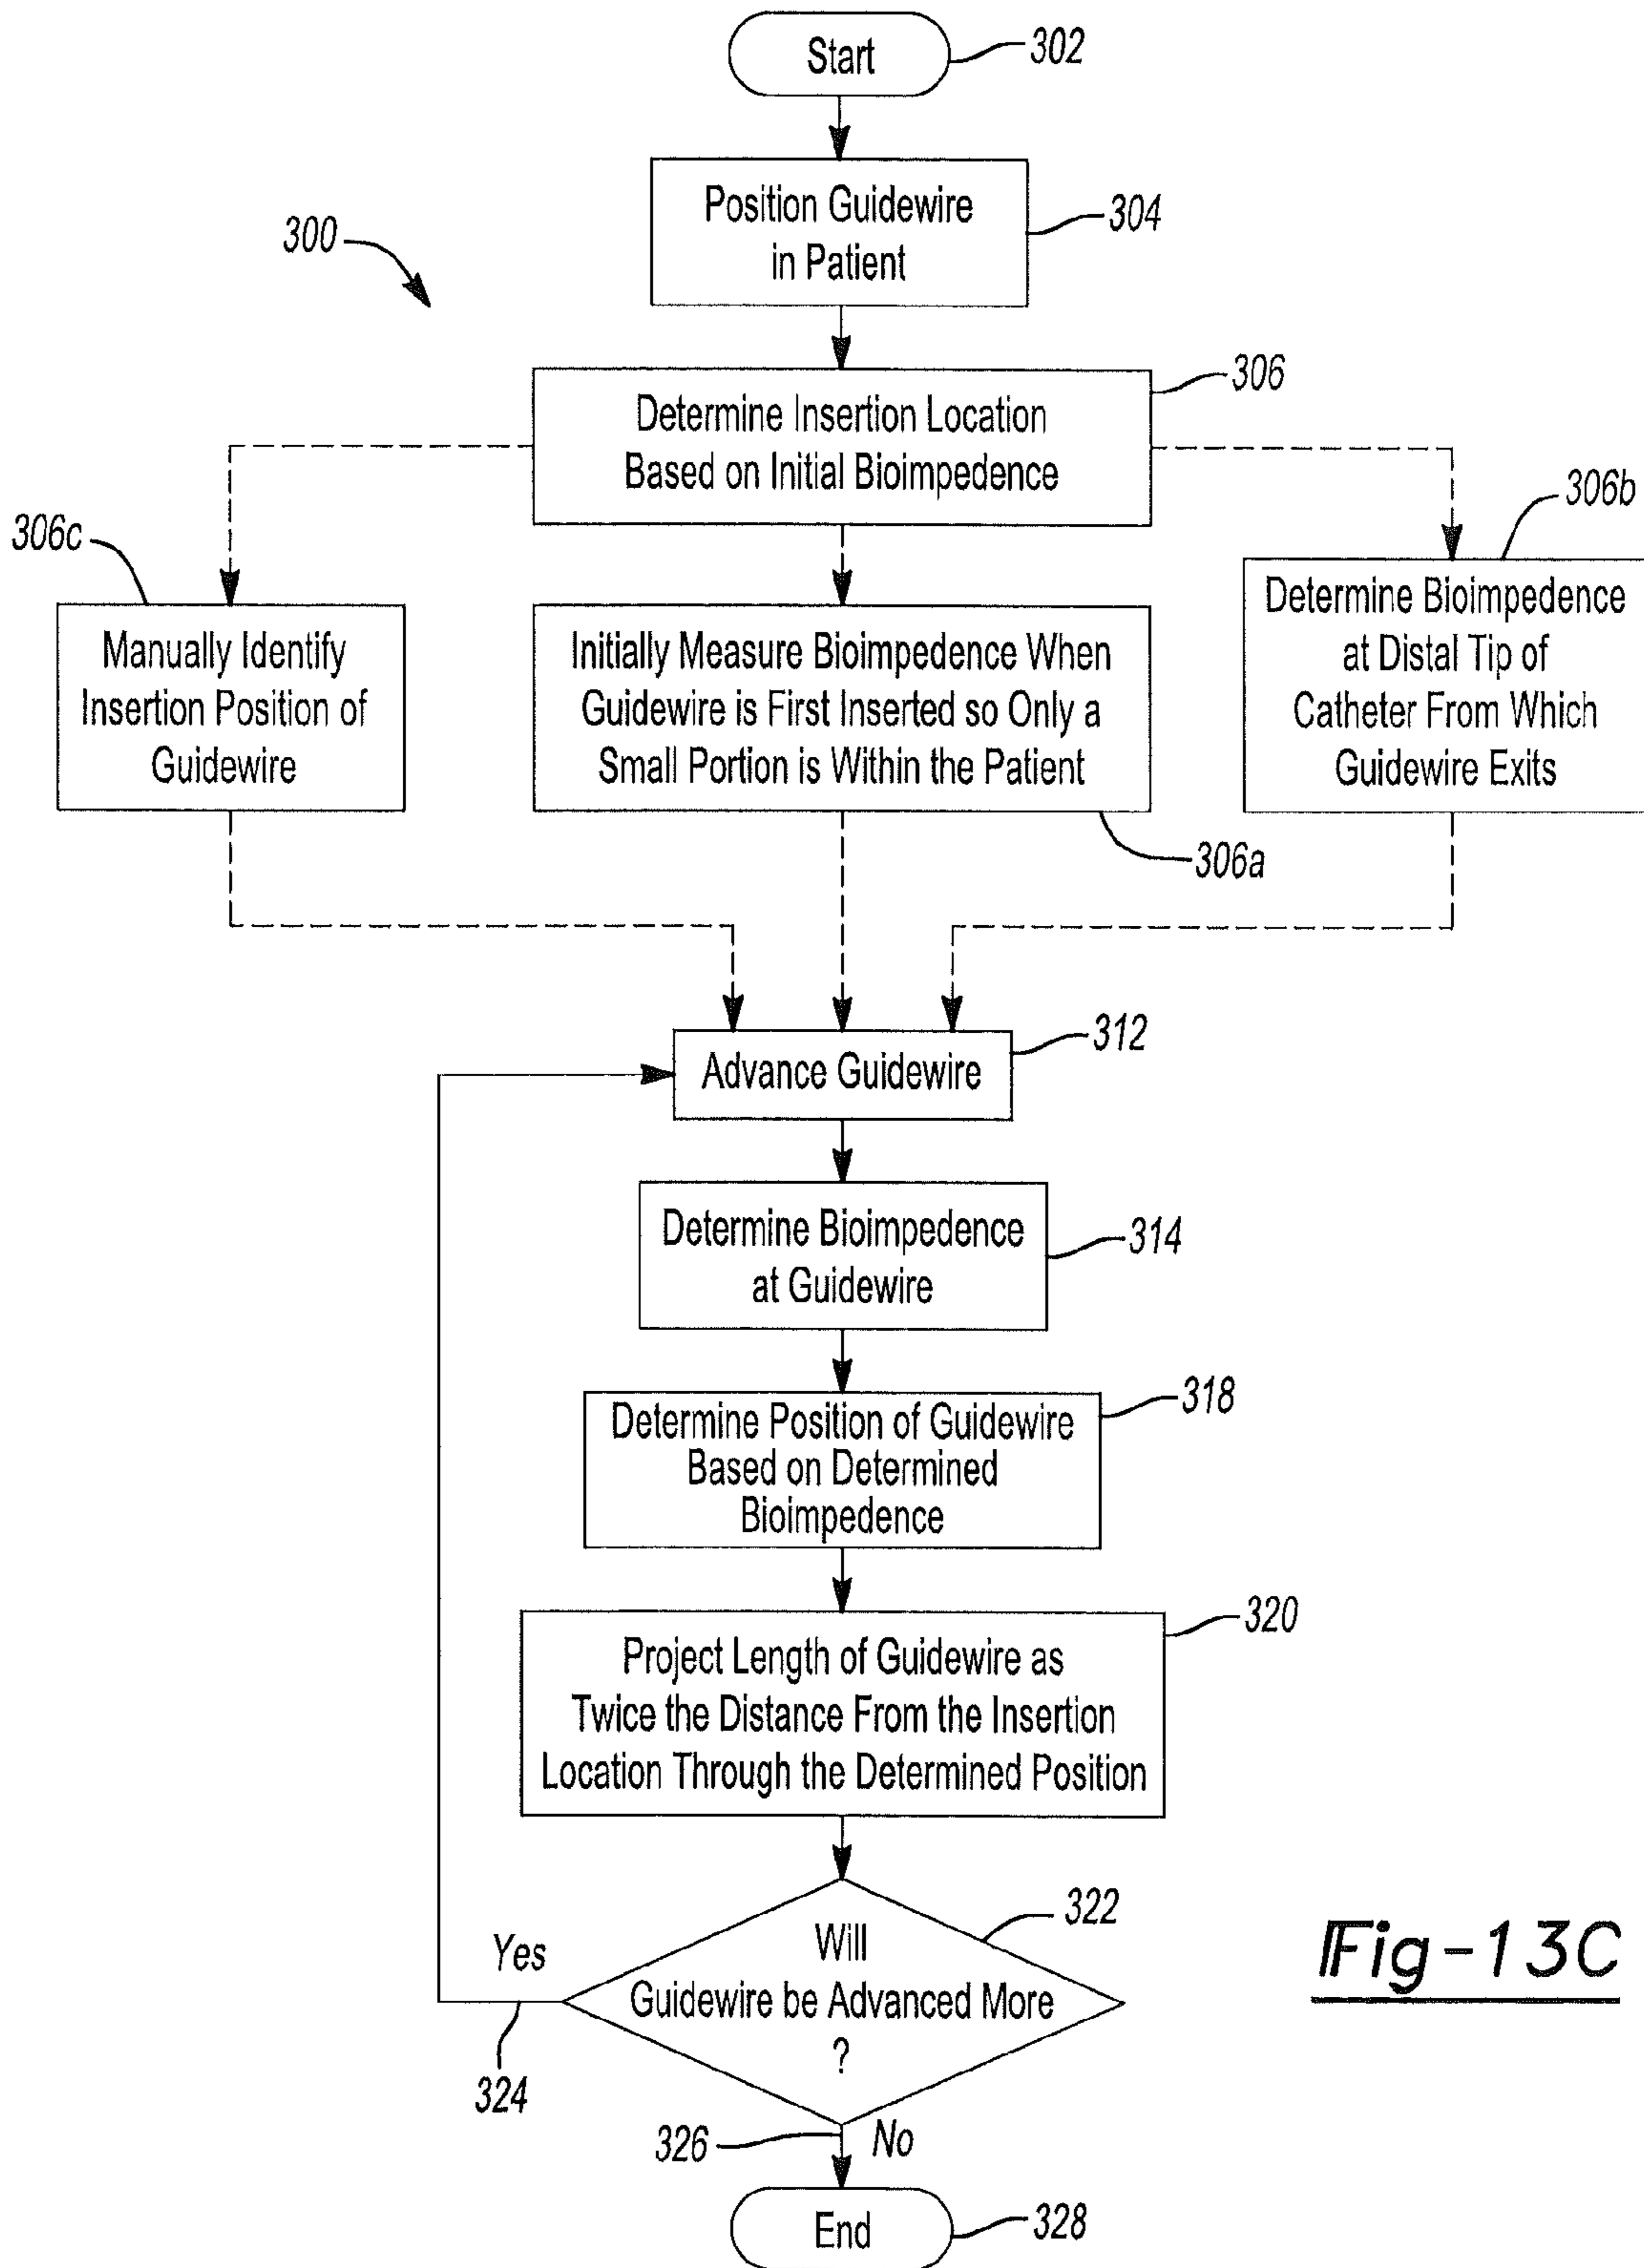 Start
302
Position Guidewire
in Patient
304
300
306
Determine Insertion Location
Based on Initial Bioimpedence
306c
306b
Manually Identify
Insertion Position of
Guidewire
Initially Measure Bioimpedence When
Guidewire is First Inserted so Only a
Small Portion is Within the Patient
306a
Determine Bioimpedence
at Distal Tip of
Catheter From Which
Guidewire Exits
Advance Guidewire
312
Determine Bioimpedence
at Guidewire
314
Determine Position of Guidewire
Based on Determined
Bioimpedence
318
Project Length of Guidewire as
Twice the Distance From the Insertion
Location Through the Determined Position
320
Will
Guidewire be Advanced More
?
322
Yes
324
326
No
End
328
Fig-13C